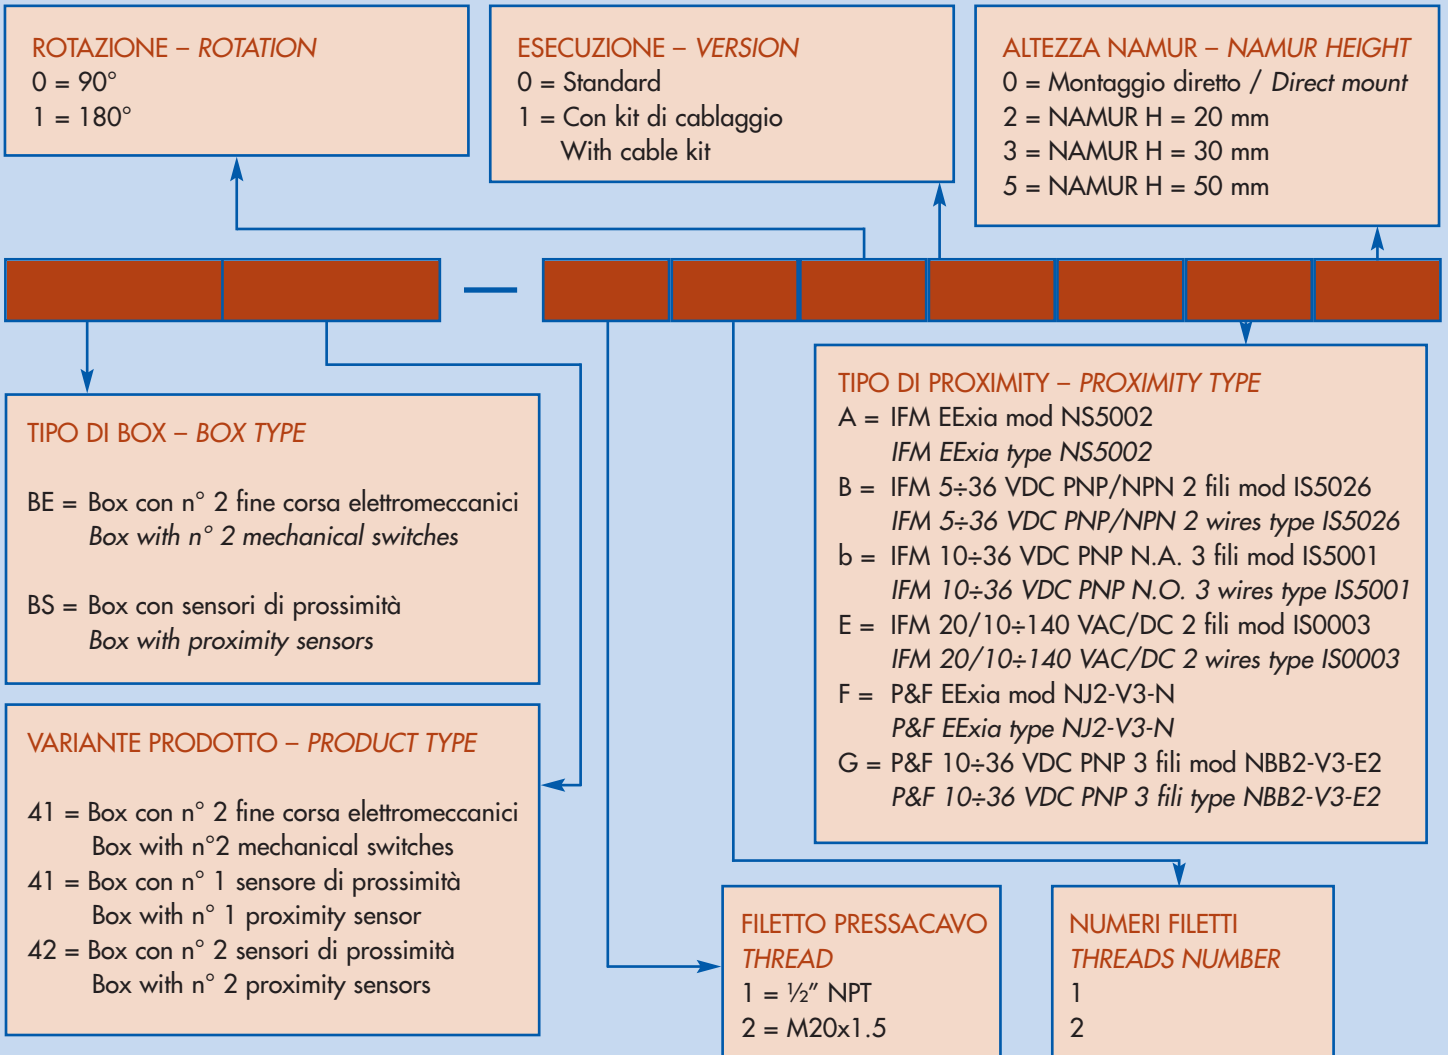 ROTAZIONE – ROTATION
0 = 90°
1 = 180°
ESECUZIONE – VERSION
0 = Standard
1 = Con kit di cablaggio
With cable kit
ALTEZZA NAMUR – NAMUR HEIGHT
0 = Montaggio diretto / Direct mount
2 = NAMUR H = 20 mm
3 = NAMUR H = 30 mm
5 = NAMUR H = 50 mm
TIPO DI BOX – BOX TYPE
BE = Box con n° 2 fine corsa elettromeccanici
Box with n° 2 mechanical switches
BS = Box con sensori di prossimità
Box with proximity sensors
VARIANTE PRODOTTO – PRODUCT TYPE
41 = Box con n° 2 fine corsa elettromeccanici
Box with n°2 mechanical switches
41 = Box con n° 1 sensore di prossimità
Box with n° 1 proximity sensor
42 = Box con n° 2 sensori di prossimità
Box with n° 2 proximity sensors
TIPO DI PROXIMITY – PROXIMITY TYPE
A = IFM EExia mod NS5002
IFM EExia type NS5002
B = IFM 5÷36 VDC PNP/NPN 2 fili mod IS5026
IFM 5÷36 VDC PNP/NPN 2 wires type IS5026
b = IFM 10÷36 VDC PNP N.A. 3 fili mod IS5001
IFM 10÷36 VDC PNP N.O. 3 wires type IS5001
E = IFM 20/10÷140 VAC/DC 2 fili mod IS0003
IFM 20/10÷140 VAC/DC 2 wires type IS0003
F = P&F EExia mod NJ2-V3-N
P&F EExia type NJ2-V3-N
G = P&F 10÷36 VDC PNP 3 fili mod NBB2-V3-E2
P&F 10÷36 VDC PNP 3 fili type NBB2-V3-E2
FILETTO PRESSACAVO
THREAD
1 = ½” NPT
2 = M20x1.5
NUMERI FILETTI
THREADS NUMBER
1
2